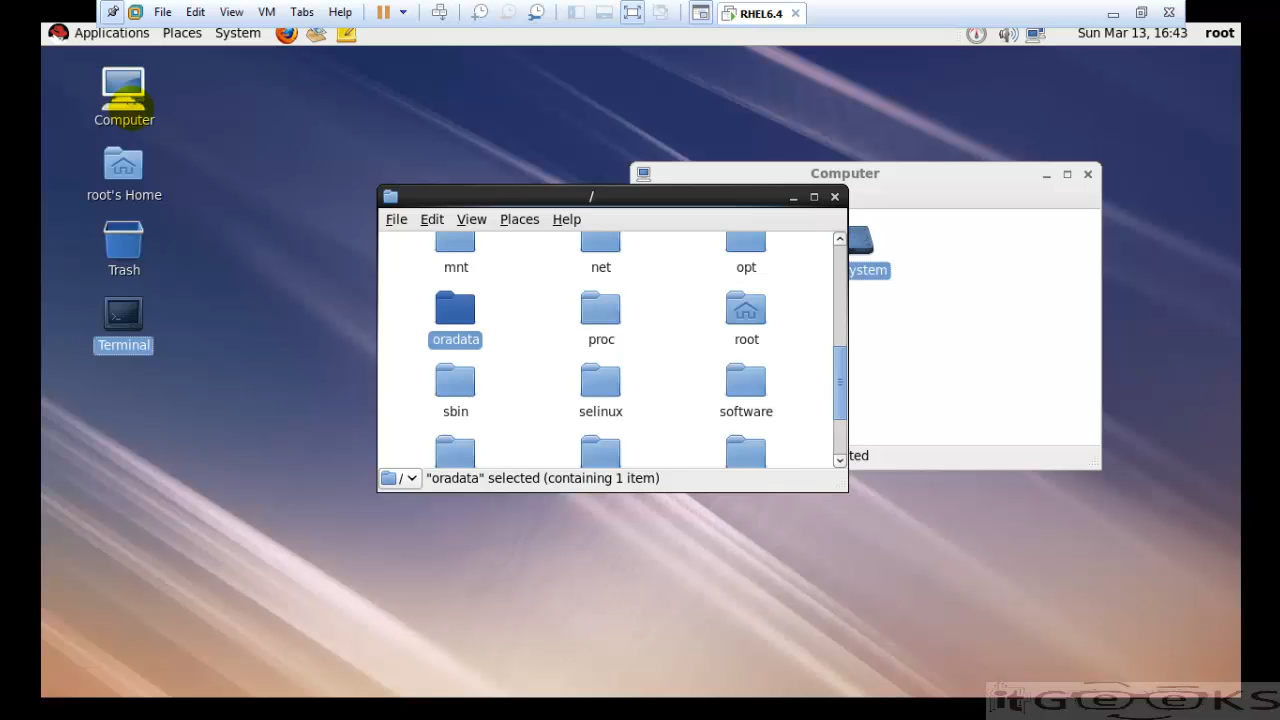 File Edit View VM Tabs Help RHEL6.4
Applications Places System Sun Mar 13, 16:43 root
Computer
root's Home
Trash
Terminal
Computer
ystem
ted
/
File Edit View Places Help
mnt net opt
oradata proc root
sbin selinux software
/ "oradata" selected (containing 1 item)
itGeeKS